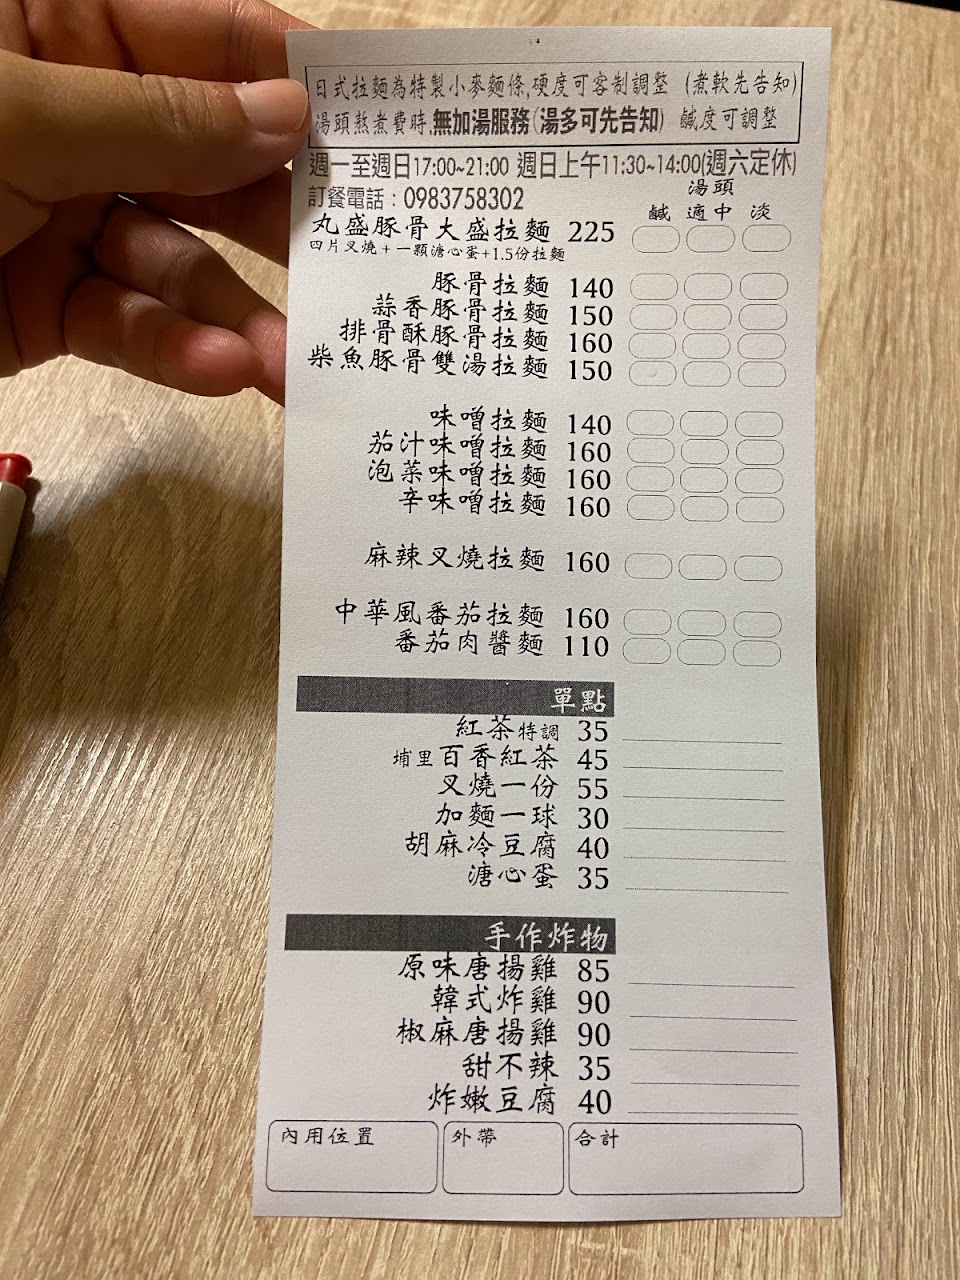 日式拉麵為特製小麥麵條,硬度可客制調整 (煮軟先告知)
湯頭熬煮費時,無加湯服務(湯多可先告知) 鹹度可調整
週一至週日17:00~21:00 週日上午11:30~14:00(週六定休)
訂餐電話：0983758302
湯頭
鹹 適中 淡
丸盛豚骨大盛拉麵 225
四片叉燒+一顆溏心蛋+1.5份拉麵
豚骨拉麵 140
蒜香豚骨拉麵 150
排骨酥豚骨拉麵 160
柴魚豚骨雙湯拉麵 150
味噌拉麵 140
茄汁味噌拉麵 160
泡菜味噌拉麵 160
辛味噌拉麵 160
麻辣叉燒拉麵 160
中華風番茄拉麵 160
番茄肉醬麵 110
單點
紅茶特調 35
埔里百香紅茶 45
叉燒一份 55
加麵一球 30
胡麻冷豆腐 40
溏心蛋 35
手作炸物
原味唐揚雞 85
韓式炸雞 90
椒麻唐揚雞 90
甜不辣 35
炸嫩豆腐 40
內用位置 外帶 合計